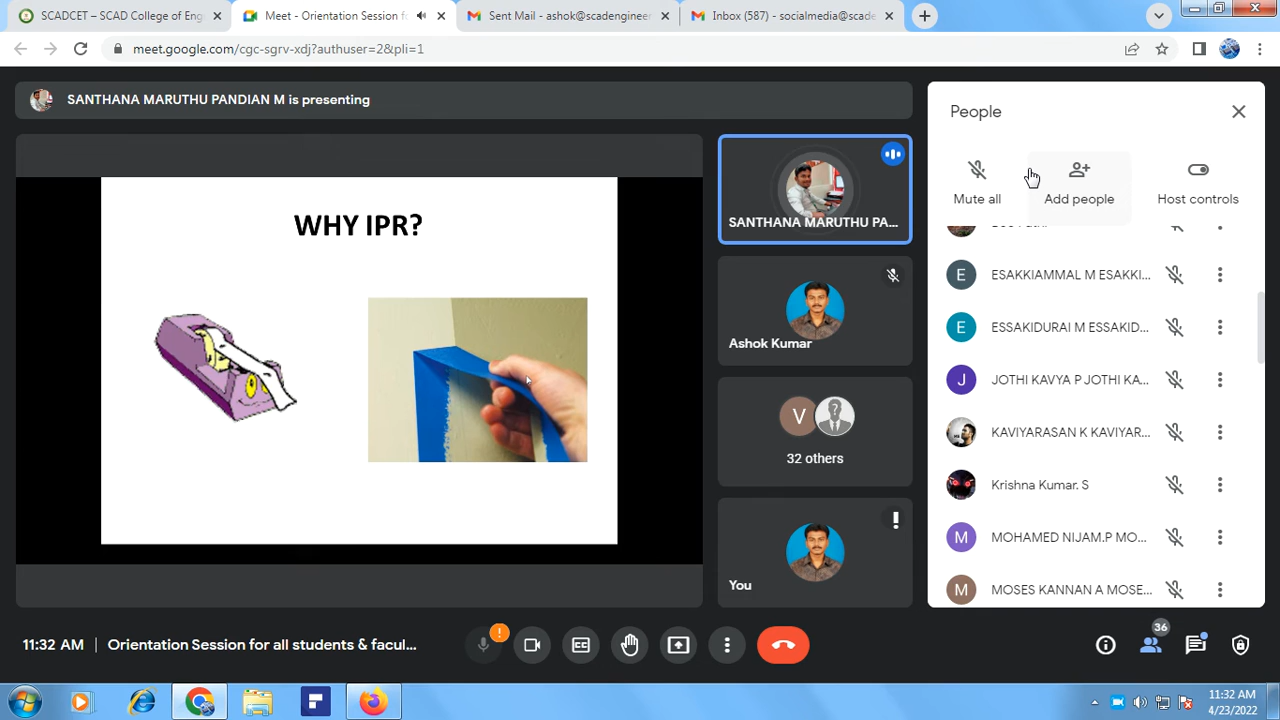 SCADCET – SCAD College of Eng
Meet - Orientation Session f
Sent Mail - ashok@scadengineer
Inbox (587) - socialmedia@scade
meet.google.com/cgc-sgrv-xdj?authuser=2&pli=1
SANTHANA MARUTHU PANDIAN M is presenting
WHY IPR?
SANTHANA MARUTHU PA...
Ashok Kumar
V
32 others
You
People
Mute all
Add people
Host controls
E ESAKKIAMMAL M ESAKKI...
E ESSAKIDURAI M ESSAKID...
J JOTHI KAVYA P JOTHI KA...
KAVIYARASAN K KAVIYAR...
Krishna Kumar. S
M MOHAMED NIJAM.P MO...
M MOSES KANNAN A MOSE...
11:32 AM | Orientation Session for all students & facul...
36
11:32 AM
4/23/2022